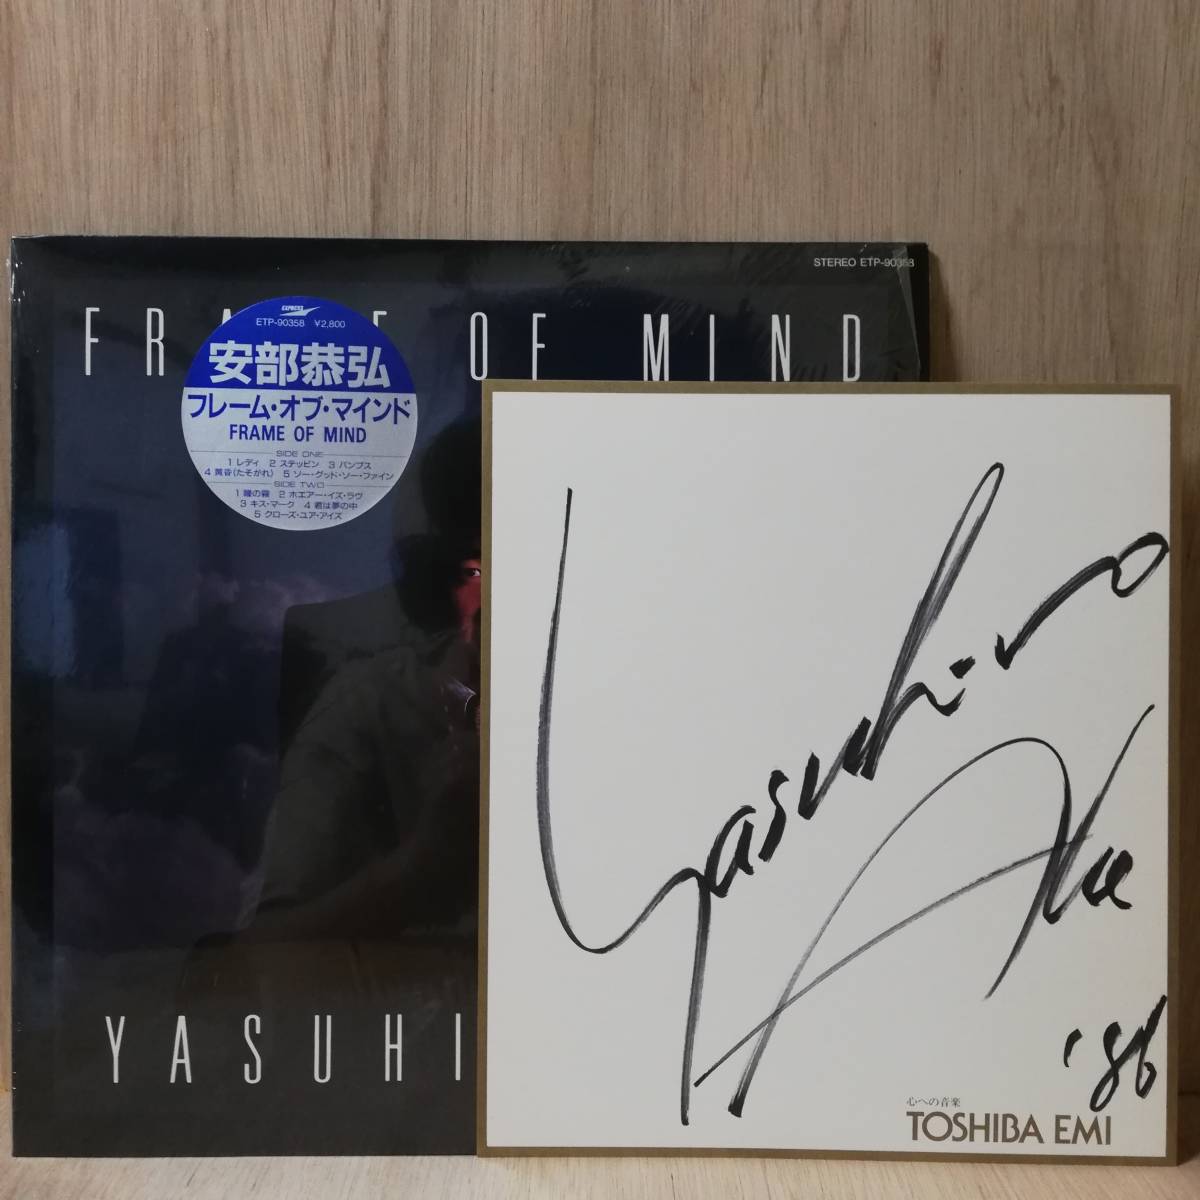 STEREO ETP-90358
FRAME OF MIND
EXPRESS
ETP-90358 ¥2,800
安部恭弘
フレーム・オブ・マインド
FRAME OF MIND
SIDE ONE
1 レディ 2 ステッピン 3 パンプス
4 黄昏(たそがれ) 5 ソー・グッド・ソー・ファイン
SIDE TWO
1 瞳の霧 2 ホエアー・イズ・ラヴ
3 キス・マーク 4 君は夢の中
5 クローズ・ユア・アイズ
YASUHI
Yasuhiro
Abe
'86
心への音楽
TOSHIBA EMI